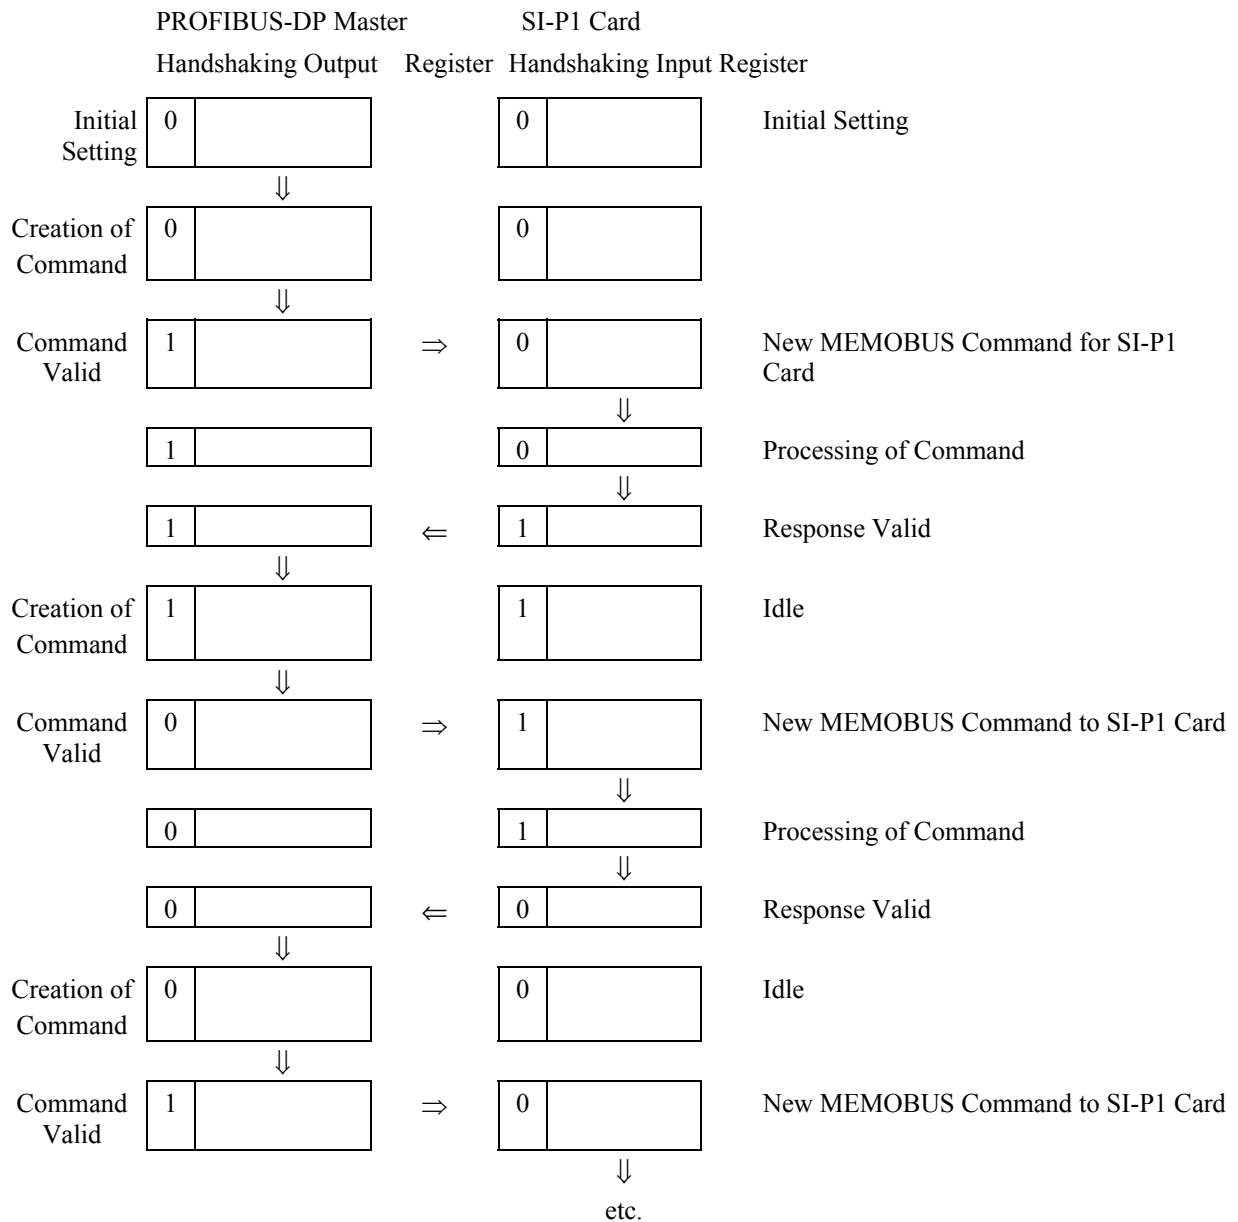 PROFIBUS-DP Master SI-P1 Card
Handshaking Output Register Handshaking Input Register
Initial 0 0 Initial Setting
Setting
⇓
Creation of 0 0
Command
⇓
Command 1 ⇒ 0 New MEMOBUS Command for SI-P1
Valid Card
⇓
1 0 Processing of Command
⇓
1 ⇐ 1 Response Valid
⇓
Creation of 1 1 Idle
Command
⇓
Command 0 ⇒ 1 New MEMOBUS Command to SI-P1 Card
Valid
⇓
0 1 Processing of Command
⇓
0 ⇐ 0 Response Valid
⇓
Creation of 0 0 Idle
Command
⇓
Command 1 ⇒ 0 New MEMOBUS Command to SI-P1 Card
Valid
⇓
etc.